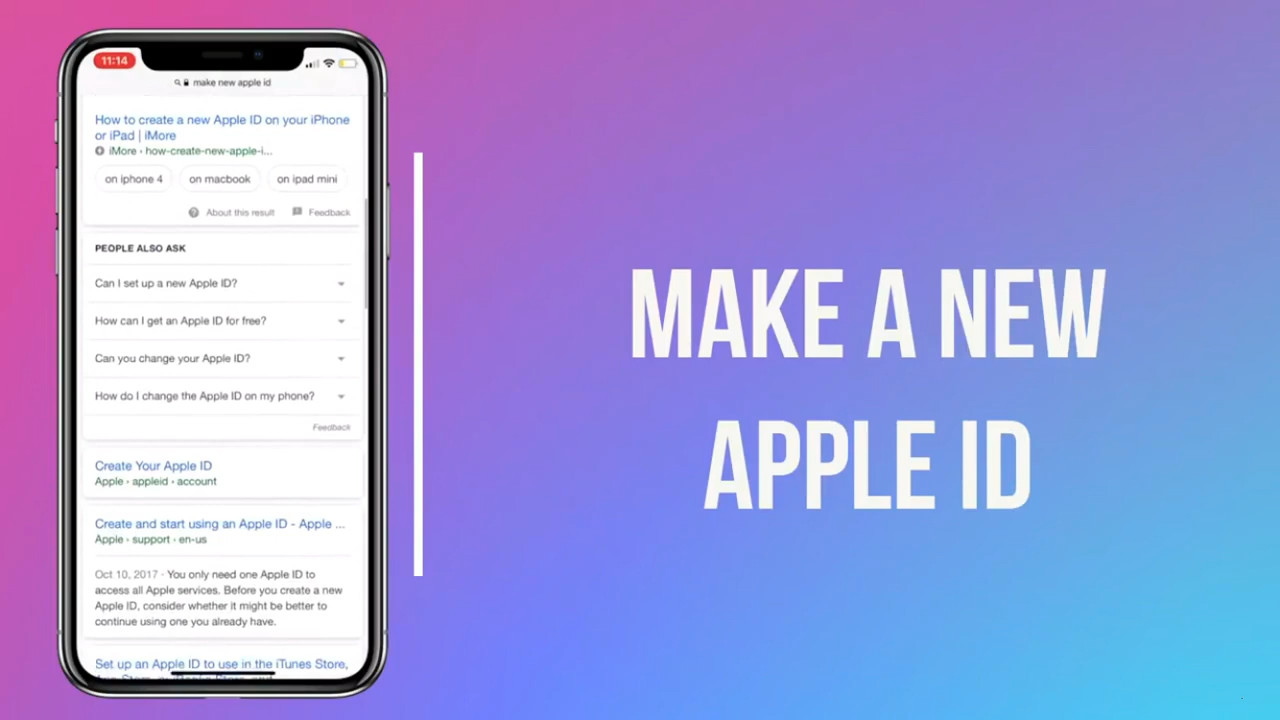 11:14
make new apple id
How to create a new Apple ID on your iPhone
or iPad | iMore
iMore › how-create-new-apple-i...
on iphone 4
on macbook
on ipad mini
About this result
Feedback
PEOPLE ALSO ASK
Can I set up a new Apple ID?
How can I get an Apple ID for free?
Can you change your Apple ID?
How do I change the Apple ID on my phone?
Feedback
Create Your Apple ID
Apple › appleid › account
Create and start using an Apple ID - Apple ...
Apple › support › en-us
Oct 10, 2017 - You only need one Apple ID to
access all Apple services. Before you create a new
Apple ID, consider whether it might be better to
continue using one you already have.
Set up an Apple ID to use in the iTunes Store,
MAKE A NEW
APPLE ID